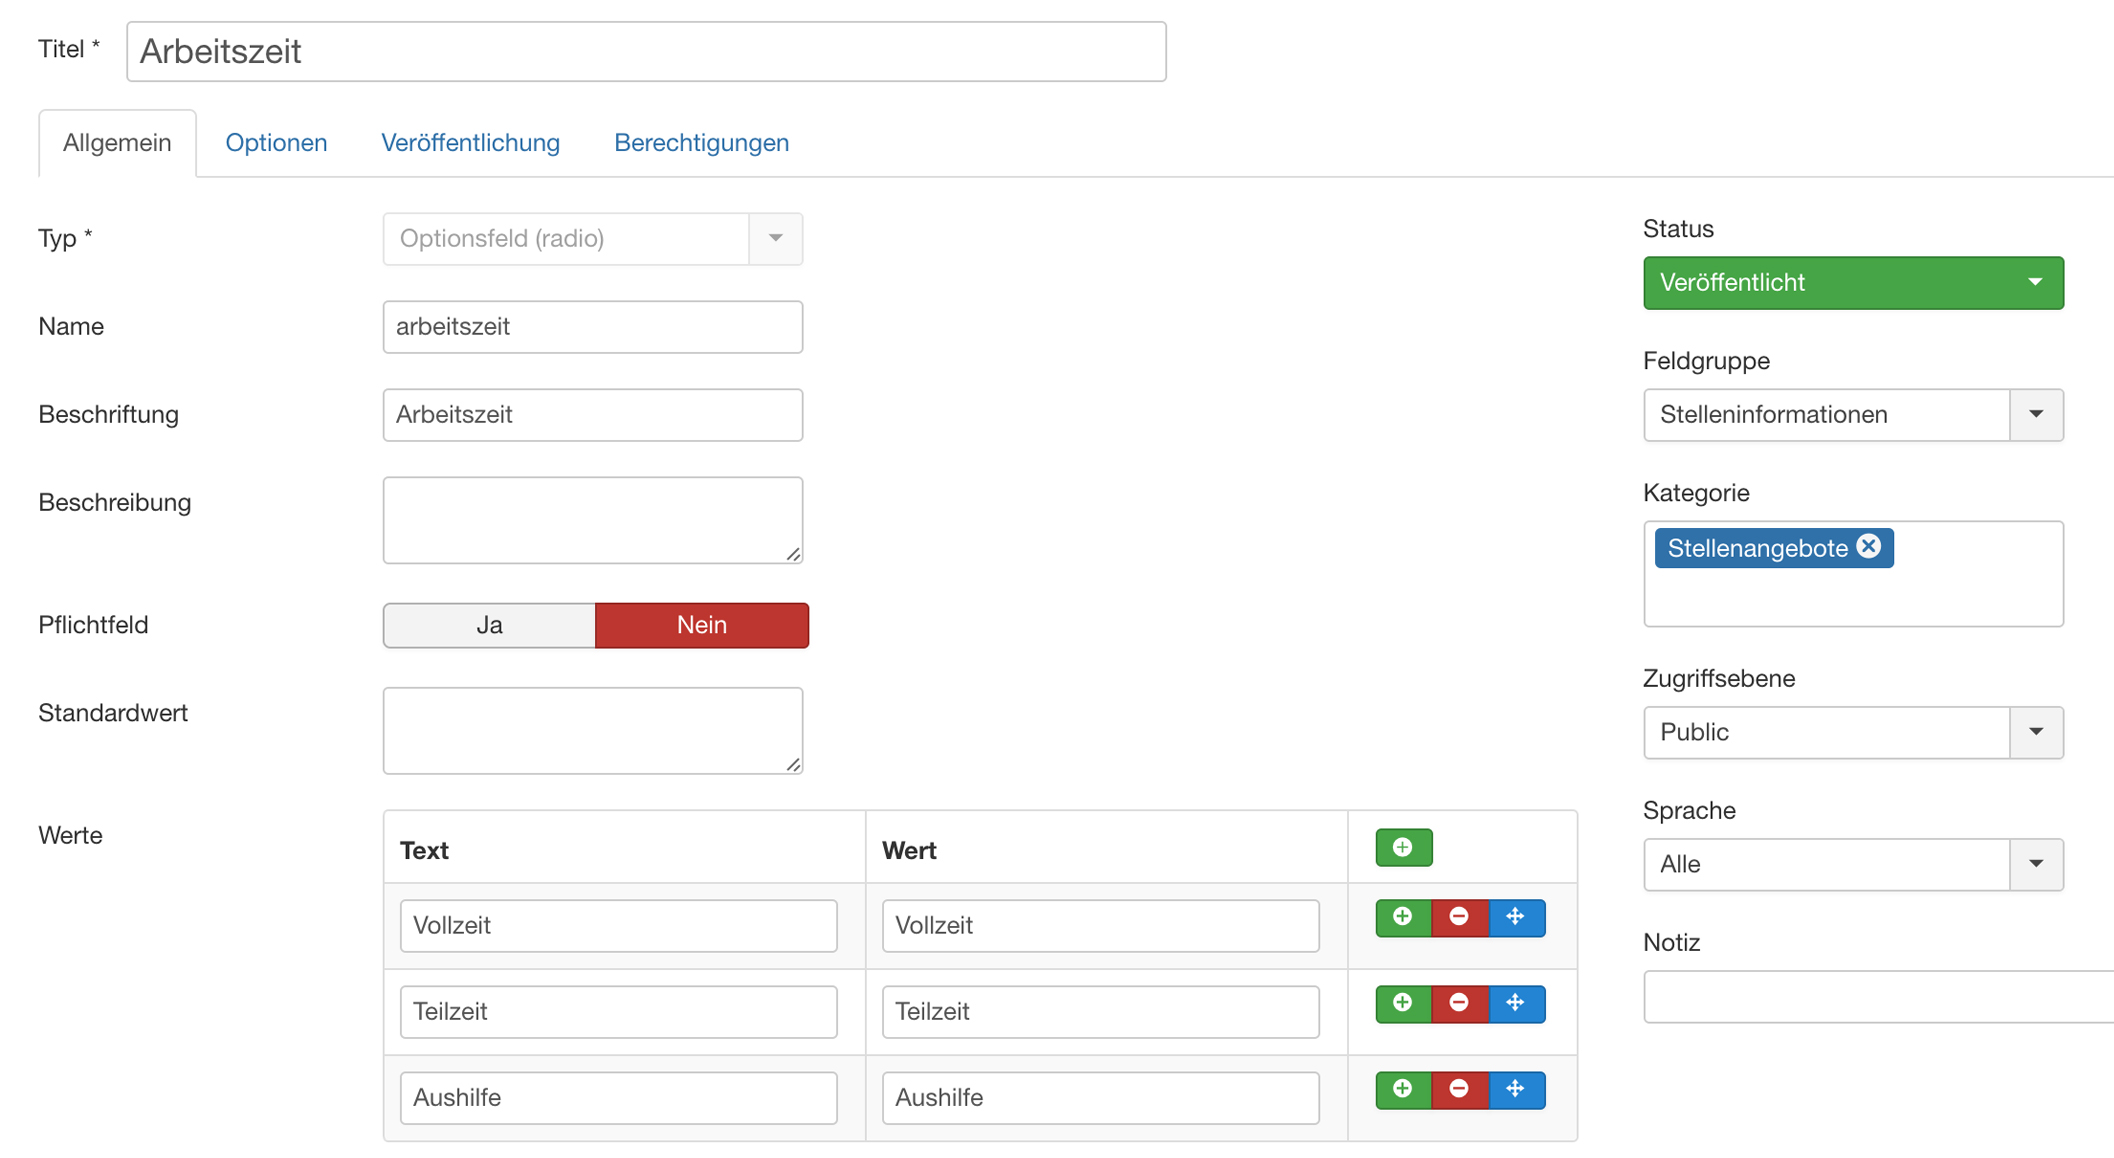 Titel *
Arbeitszeit
Allgemein
Optionen
Veröffentlichung
Berechtigungen
Typ *
Optionsfeld (radio)
Name
arbeitszeit
Beschriftung
Arbeitszeit
Beschreibung
Pflichtfeld
Ja
Nein
Standardwert
Werte
Text
Wert
Vollzeit
Vollzeit
Teilzeit
Teilzeit
Aushilfe
Aushilfe
Status
Veröffentlicht
Feldgruppe
Stelleninformationen
Kategorie
Stellenangebote
Zugriffsebene
Public
Sprache
Alle
Notiz